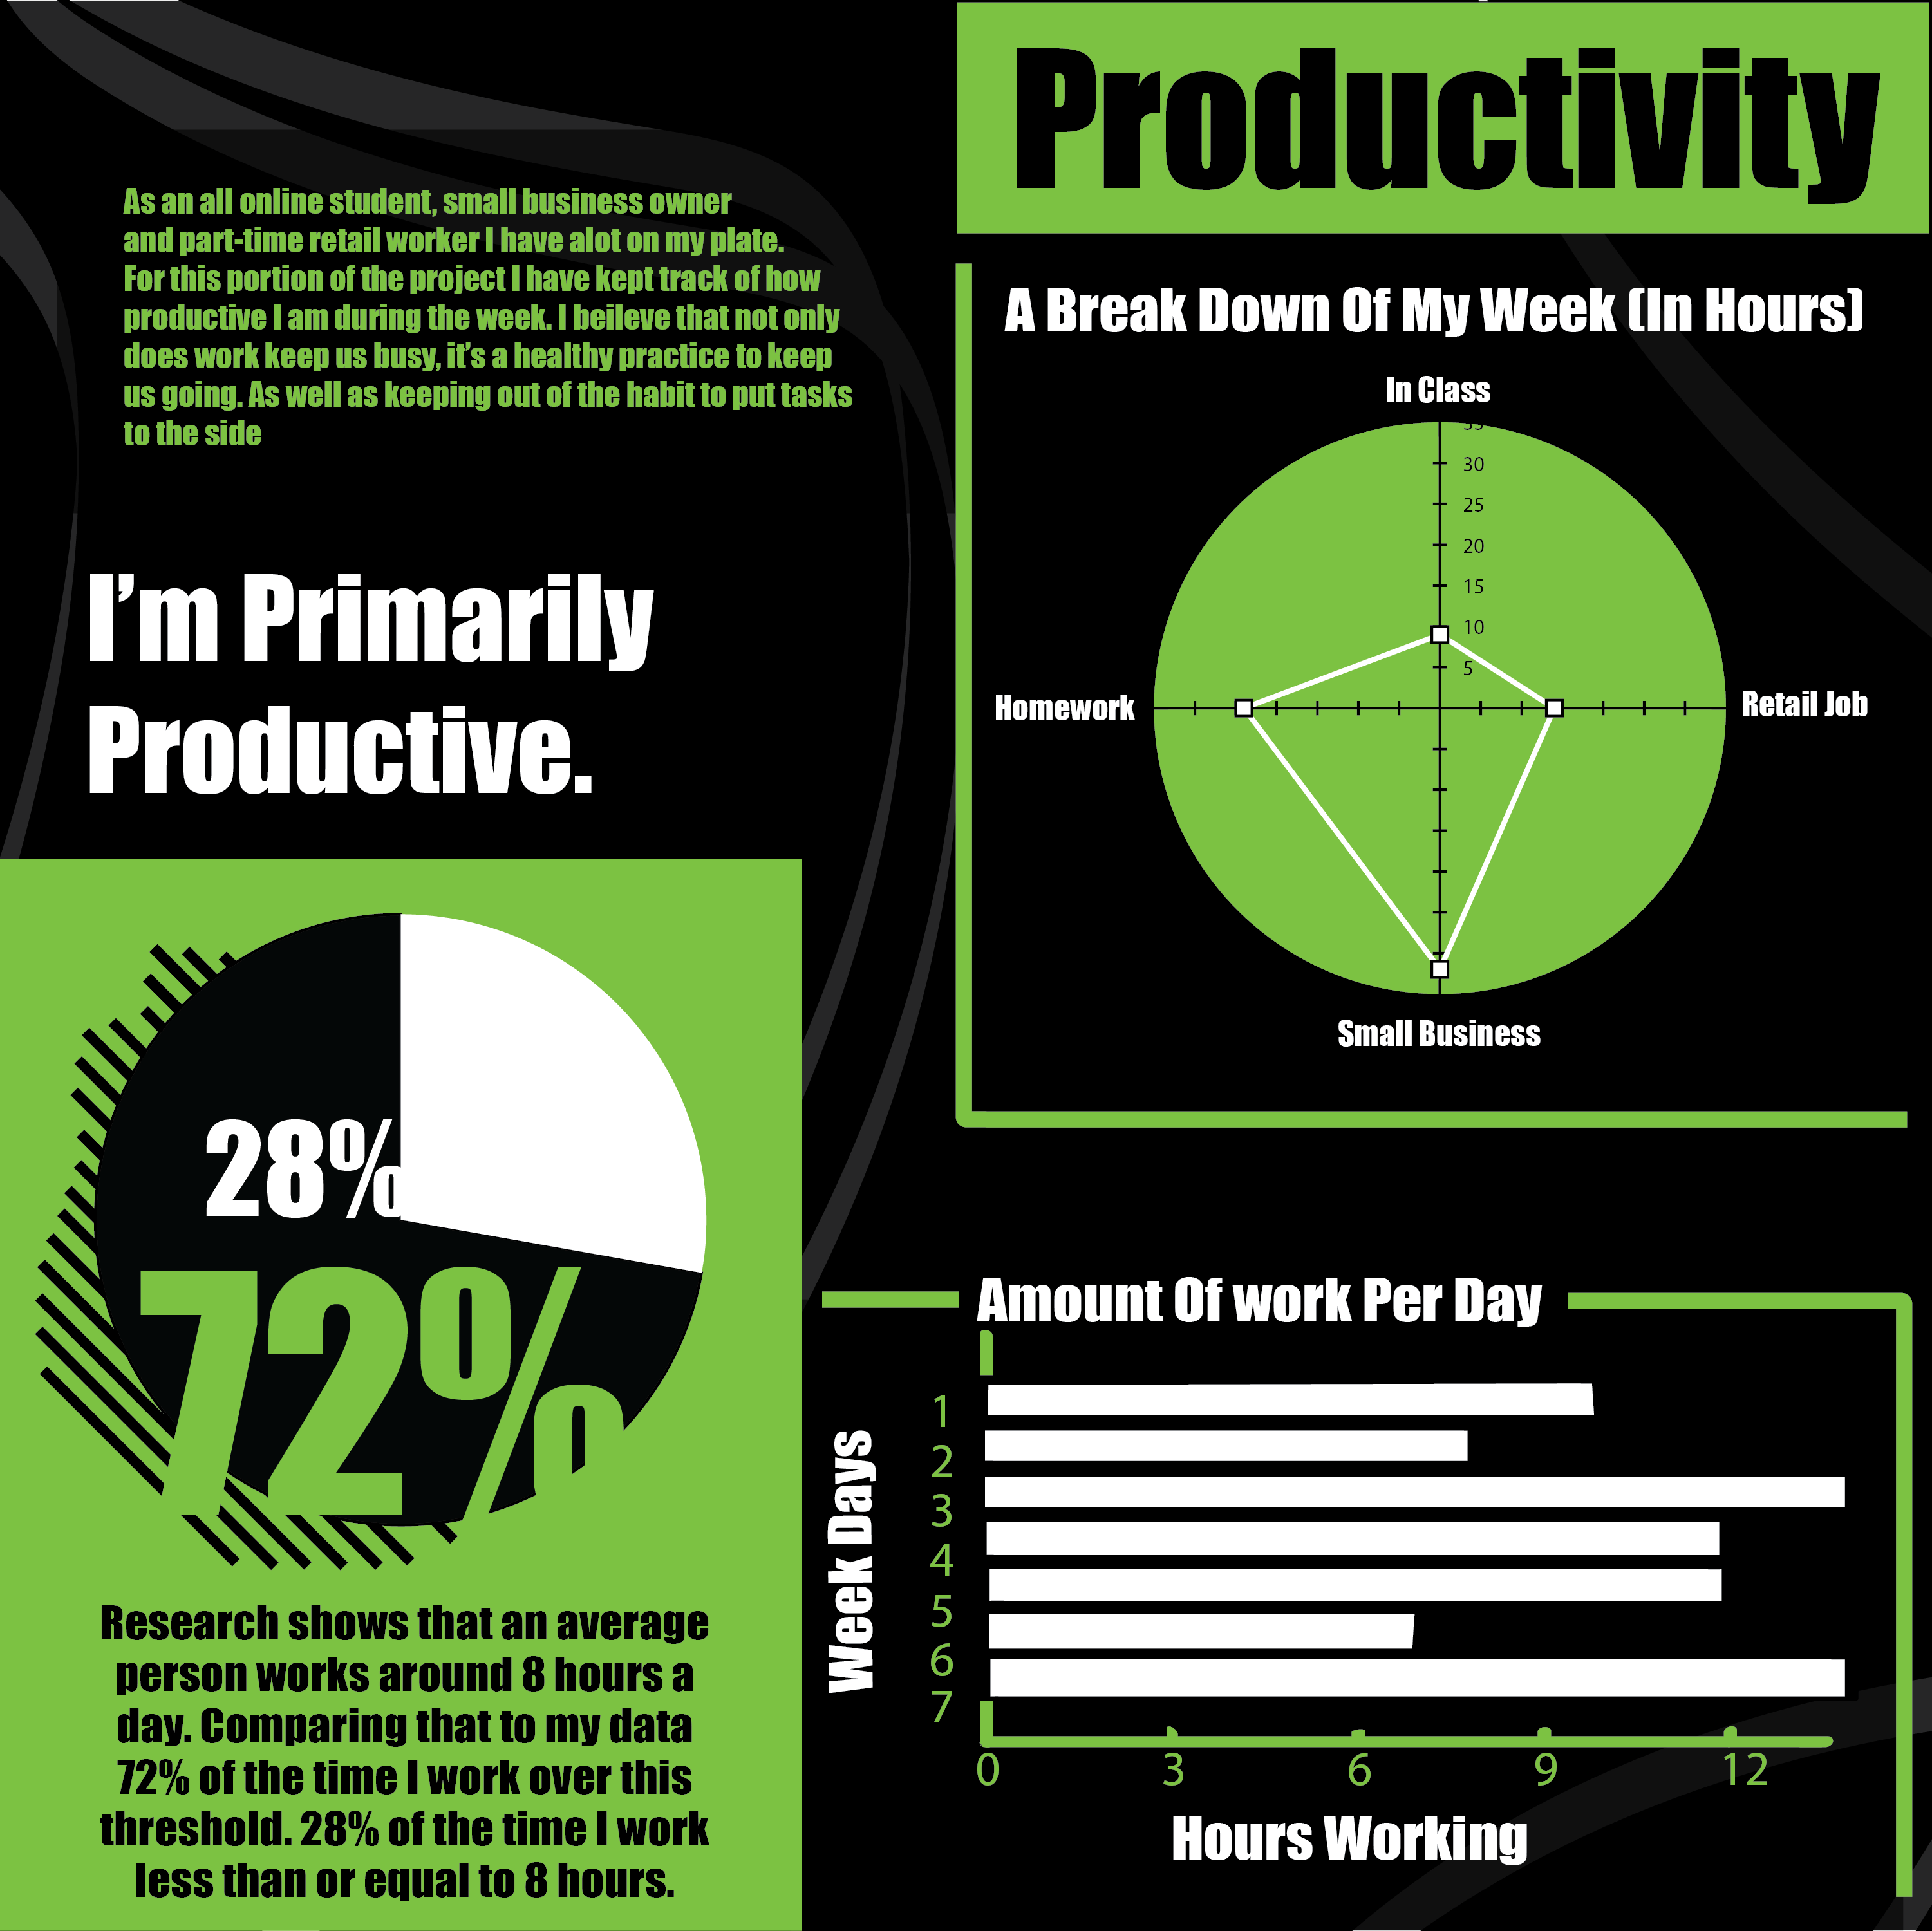 Productivity
As an all online student, small business owner
and part-time retail worker I have alot on my plate.
For this portion of the project I have kept track of how
productive I am during the week. I beileve that not only
does work keep us busy, it's a healthy practice to keep
us going. As well as keeping out of the habit to put tasks
to the side
I'm Primarily
Productive.
28%
72%
Research shows that an average
person works around 8 hours a
day. Comparing that to my data
72% of the time I work over this
threshold. 28% of the time I work
less than or equal to 8 hours.
A Break Down Of My Week (In Hours)
In Class
35
30
25
20
15
10
5
Homework
Retail Job
Small Business
Amount Of work Per Day
Week Days
1
2
3
4
5
6
7
0 3 6 9 12
Hours Working